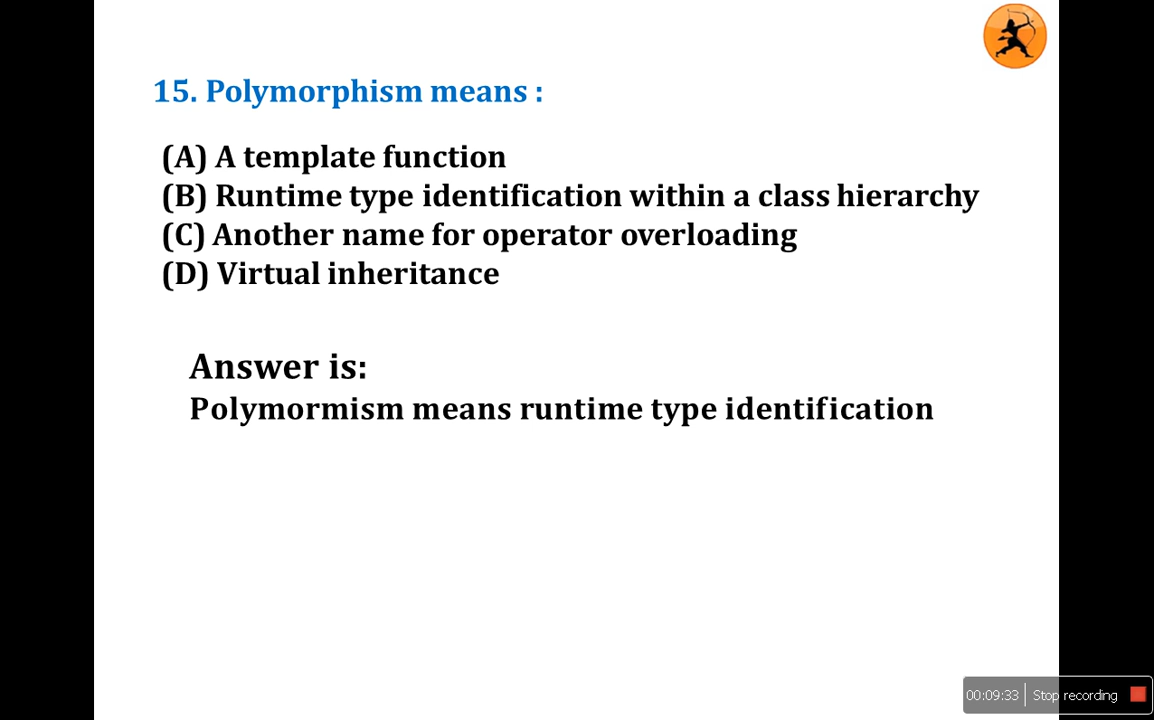 15. Polymorphism means :
(A) A template function
(B) Runtime type identification within a class hierarchy
(C) Another name for operator overloading
(D) Virtual inheritance
Answer is:
Polymormism means runtime type identification
00:09:33 Stop recording